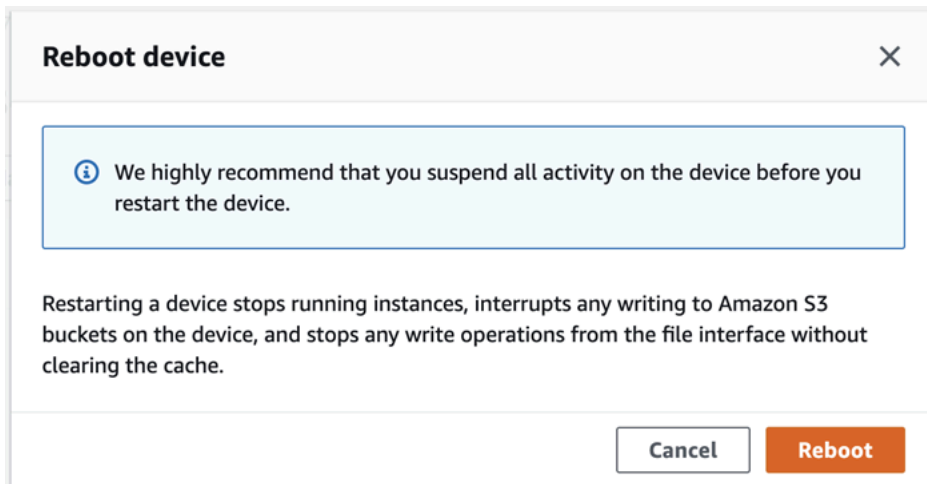 Reboot device
We highly recommend that you suspend all activity on the device before you
restart the device.
Restarting a device stops running instances, interrupts any writing to Amazon S3
buckets on the device, and stops any write operations from the file interface without
clearing the cache.
Cancel
Reboot